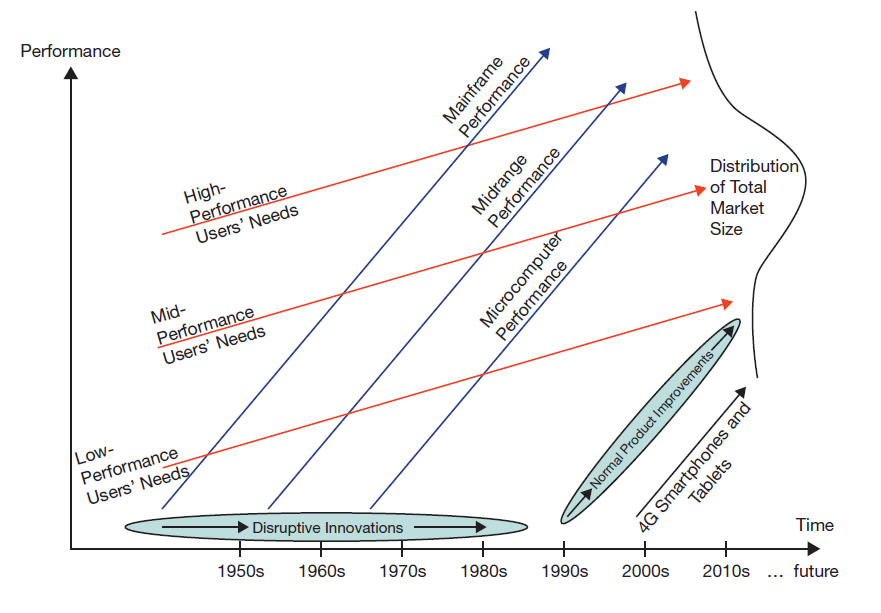 Performance
Mainframe
Performance
Midrange
Performance
Microcomputer
Performance
High-
Performance
Users' Needs
Mid-
Performance
Users' Needs
Low-
Performance
Users' Needs
Distribution
of Total
Market
Size
Normal Product Improvements
4G Smartphones and
Tablets
Disruptive Innovations
Time
1950s 1960s 1970s 1980s 1990s 2000s 2010s ... future